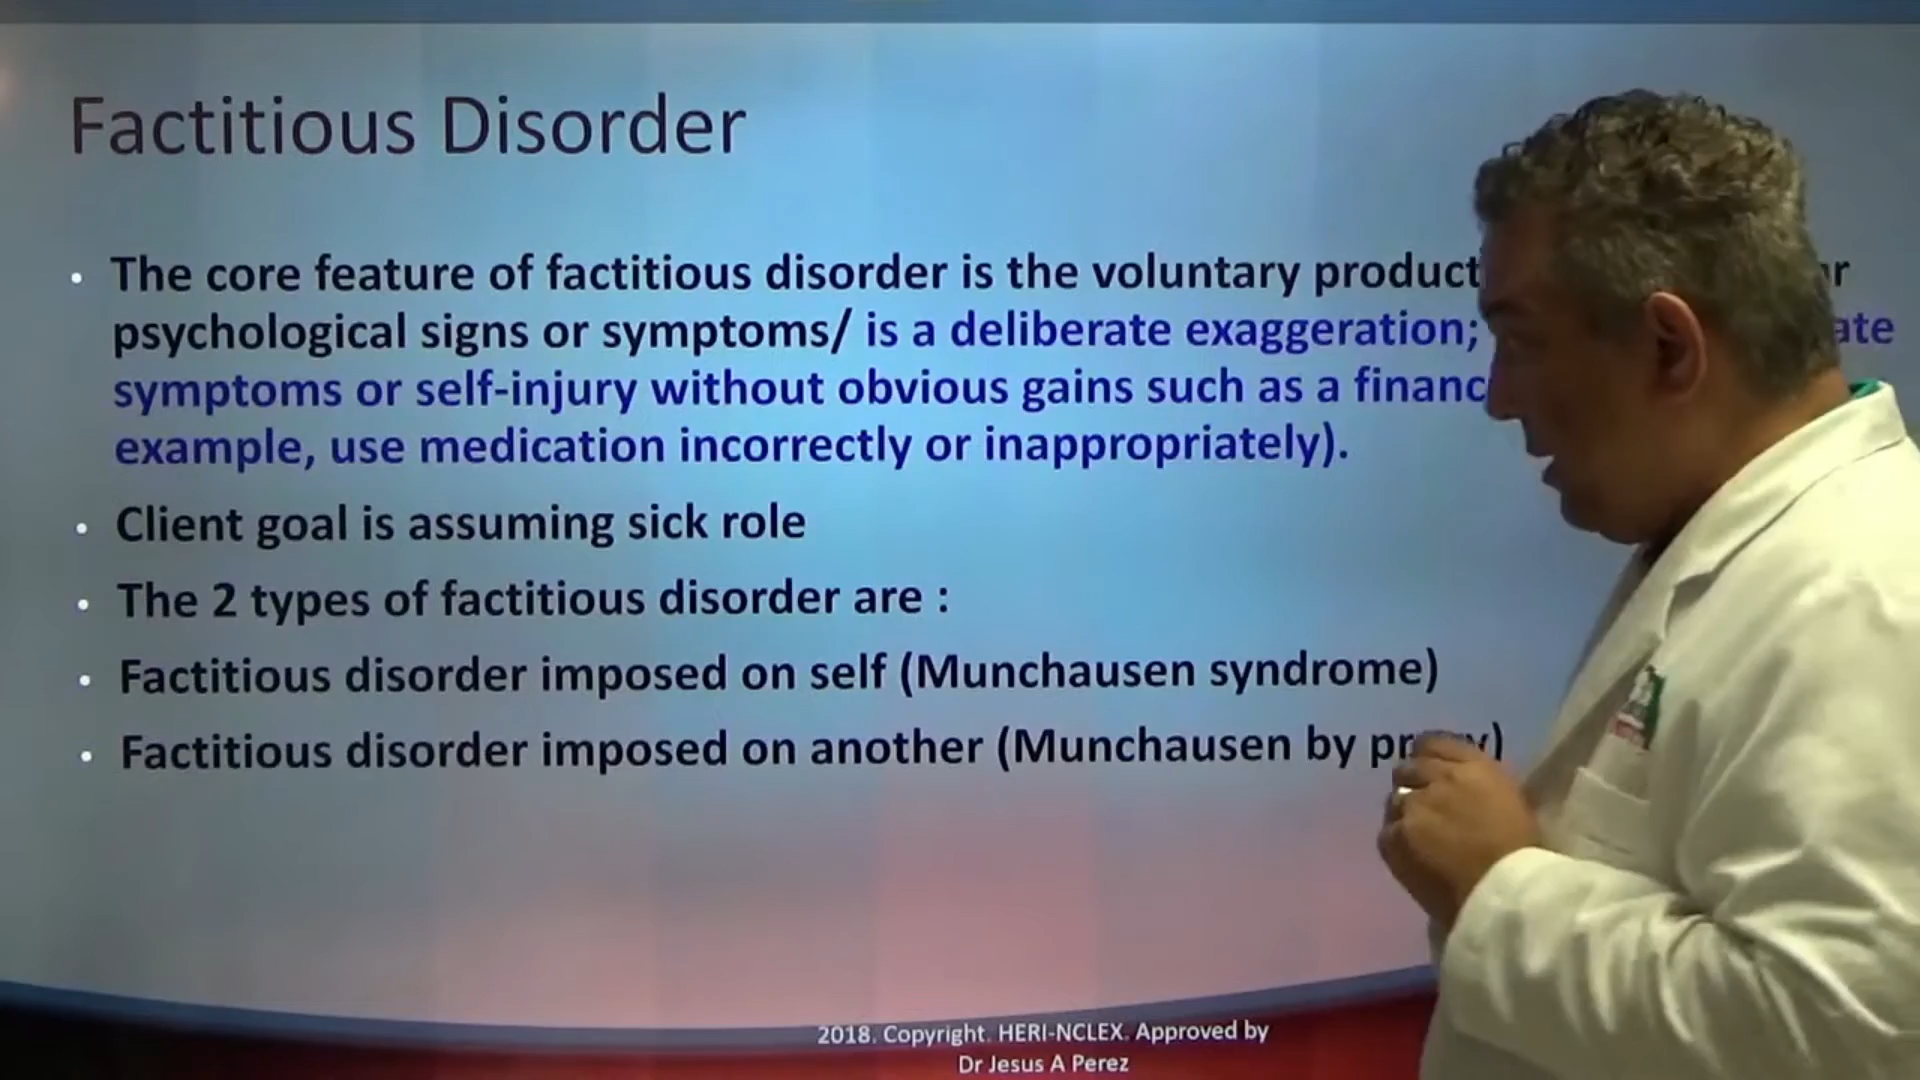 Factitious Disorder
• The core feature of factitious disorder is the voluntary product
psychological signs or symptoms/ is a deliberate exaggeration;
symptoms or self-injury without obvious gains such as a financ
example, use medication incorrectly or inappropriately).
• Client goal is assuming sick role
• The 2 types of factitious disorder are :
• Factitious disorder imposed on self (Munchausen syndrome)
• Factitious disorder imposed on another (Munchausen by
2018. Copyright. HERI-NCLEX. Approved by
Dr Jesus A Perez